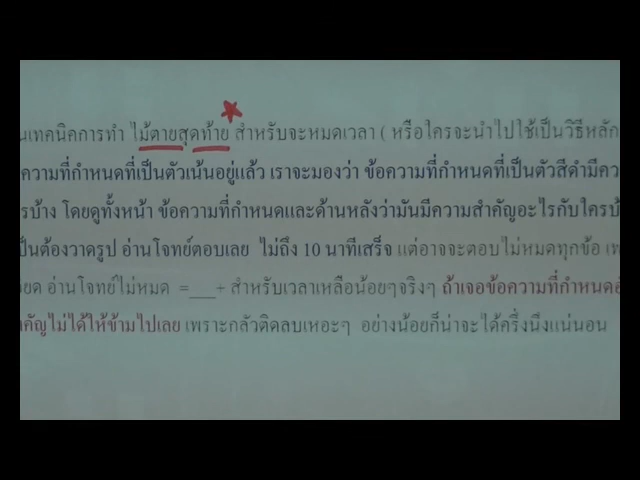 นเทคนิคการทำ ไม้ตายสุดท้าย สำหรับจะหมดเวลา ( หรือใครจะนำไปใช้เป็นวิธีหลัก
ความที่กำหนดที่เป็นตัวเน้นอยู่แล้ว เราจะมองว่า ข้อความที่กำหนดที่เป็นตัวสีดำมีคว
รบ้าง โดยดูทั้งหน้า ข้อความที่กำหนดและด้านหลังว่ามันมีความสำคัญอะไรกับใครบ้
ป็นต้องวาดรูป อ่านโจทย์ตอบเลย ไม่ถึง 10 นาทีเสร็จ แต่อาจจะตอบไม่หมดทุกข้อ เพ
ยด อ่านโจทย์ไม่หมด =___+ สำหรับเวลาเหลือน้อยๆจริงๆ ถ้าเจอข้อความที่กำหนด
คัญไม่ได้ให้ข้ามไปเลย เพราะกลัวติดลบเหอะๆ อย่างน้อยก็น่าจะได้ครึ่งนึงแน่นอน